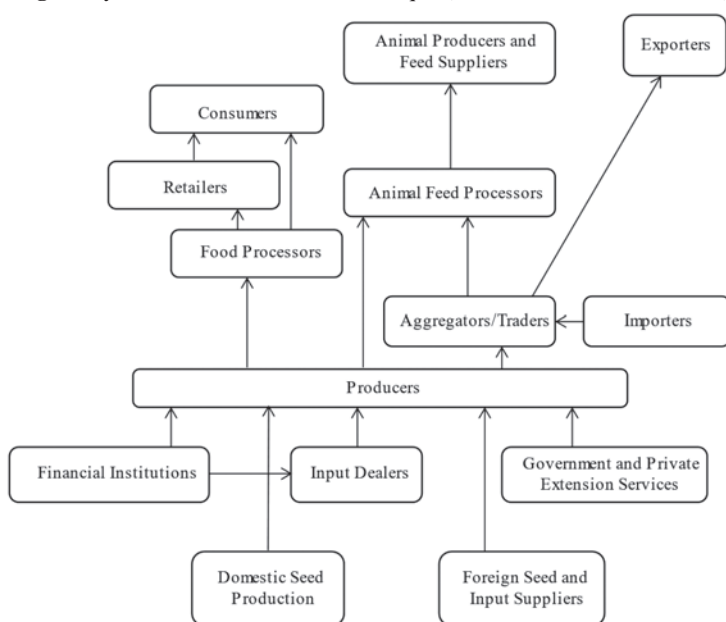 Animal Producers and
Feed Suppliers
Exporters
Consumers
Retailers
Animal Feed Processors
Food Processors
Aggregators/Traders
Importers
Producers
Financial Institutions
Input Dealers
Government and Private
Extension Services
Domestic Seed
Production
Foreign Seed and
Input Suppliers